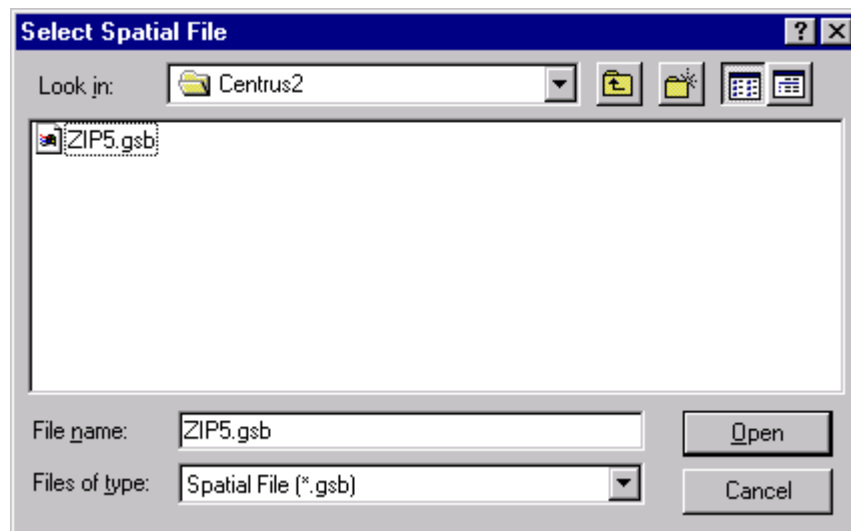 Select Spatial File
Look in: Centrus2
ZIP5.gsb
File name: ZIP5.gsb Open
Files of type: Spatial File (*.gsb) Cancel